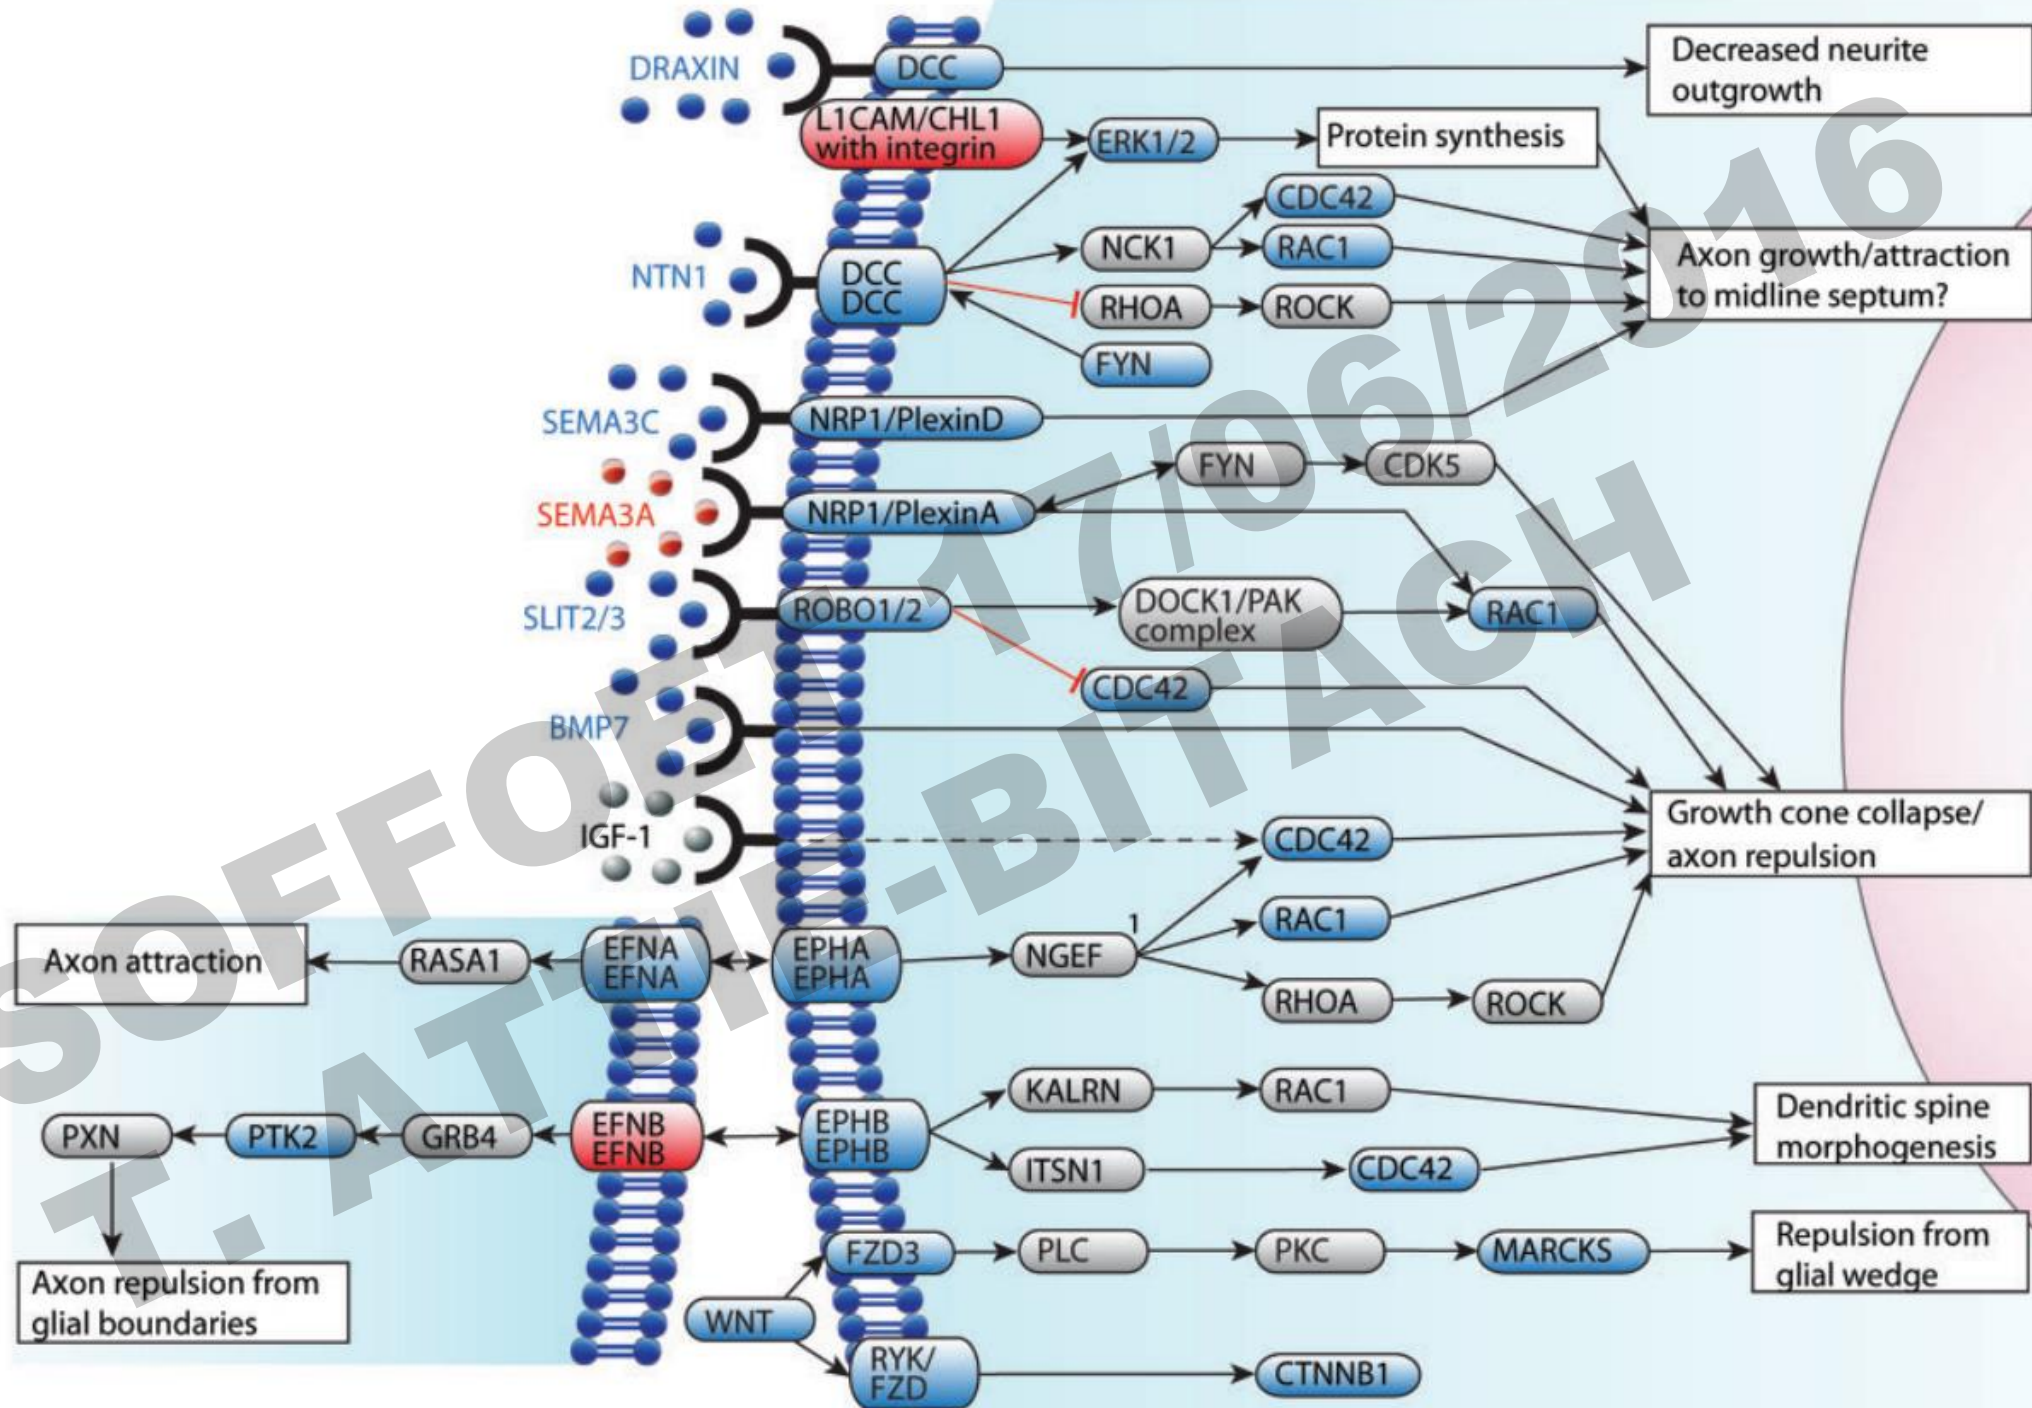 DRAXIN
DCC
Decreased neurite
outgrowth
L1CAM/CHL1
with integrin
ERK1/2
Protein synthesis
CDC42
NTN1
DCC
DCC
NCK1
RAC1
Axon growth/attraction
to midline septum?
RHOA
ROCK
FYN
SEMA3C
NRP1/PlexinD
FYN
CDK5
SEMA3A
NRP1/PlexinA
SLIT2/3
ROBO1/2
DOCK1/PAK
complex
RAC1
CDC42
BMP7
IGF-1
CDC42
Growth cone collapse/
axon repulsion
RAC1
Axon attraction
RASA1
EFNA
EFNA
EPHA
EPHA
NGEF
1
RHOA
ROCK
KALRN
RAC1
Dendritic spine
morphogenesis
PXN
PTK2
GRB4
EFNB
EFNB
EPHB
EPHB
ITSN1
CDC42
FZD3
PLC
PKC
MARCKS
Repulsion from
glial wedge
Axon repulsion from
glial boundaries
WNT
RYK/
FZD
CTNNB1
SOFFOET 17/06/2016
T. ATTIE-BITACH